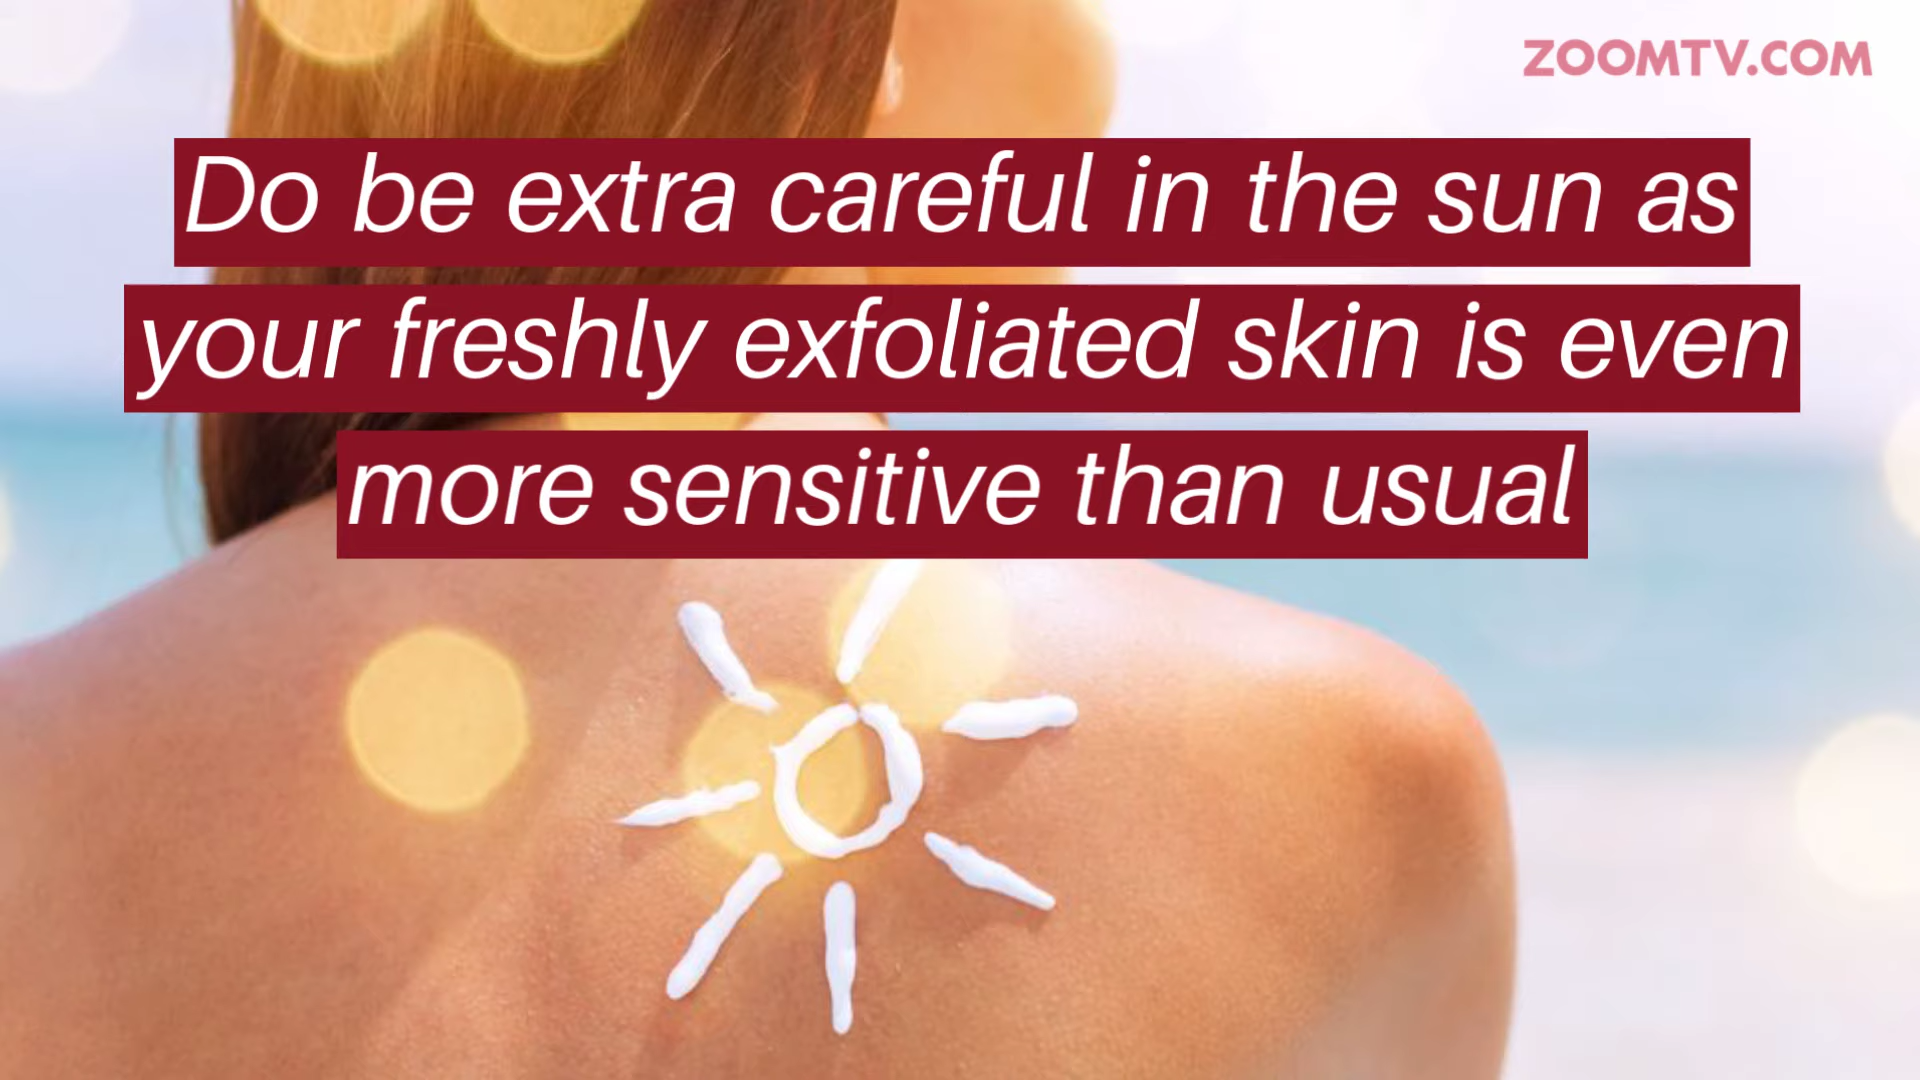 ZOOMTV.COM
Do be extra careful in the sun as
your freshly exfoliated skin is even
more sensitive than usual